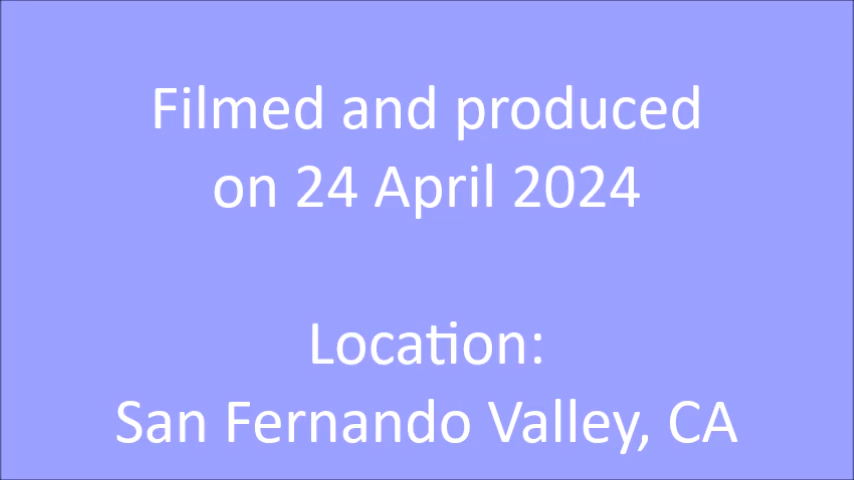 Filmed and produced
on 24 April 2024
Location:
San Fernando Valley, CA